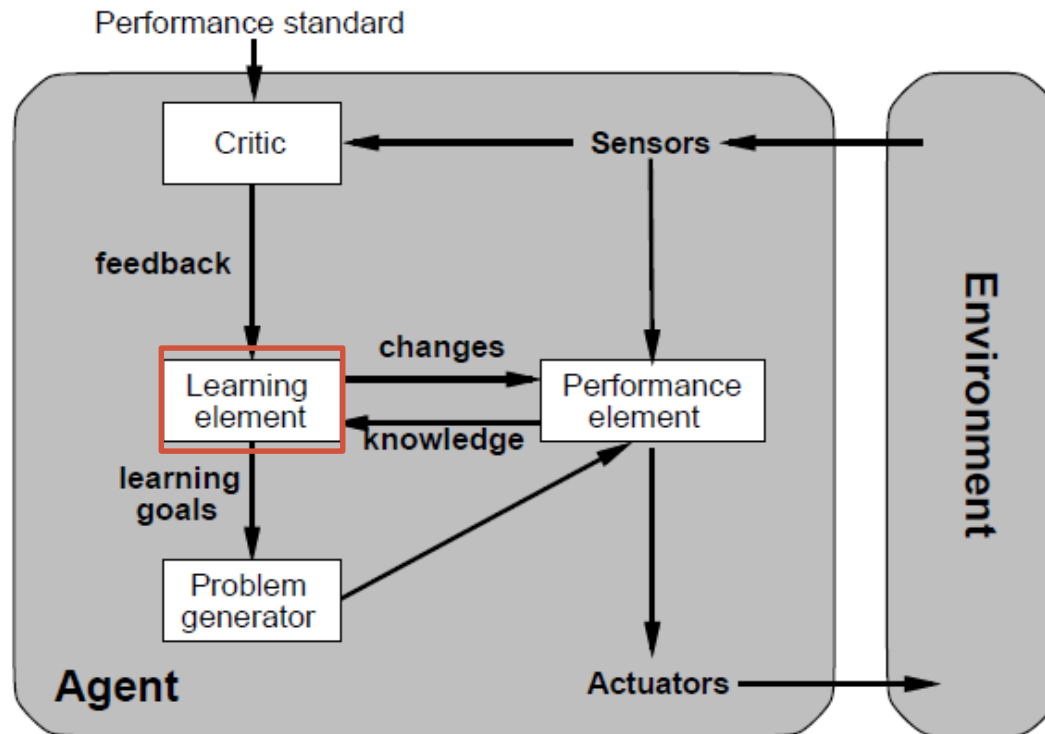 Performance standard
Critic
Sensors
feedback
changes
Learning
element
Performance
element
knowledge
learning
goals
Problem
generator
Agent
Actuators
Environment